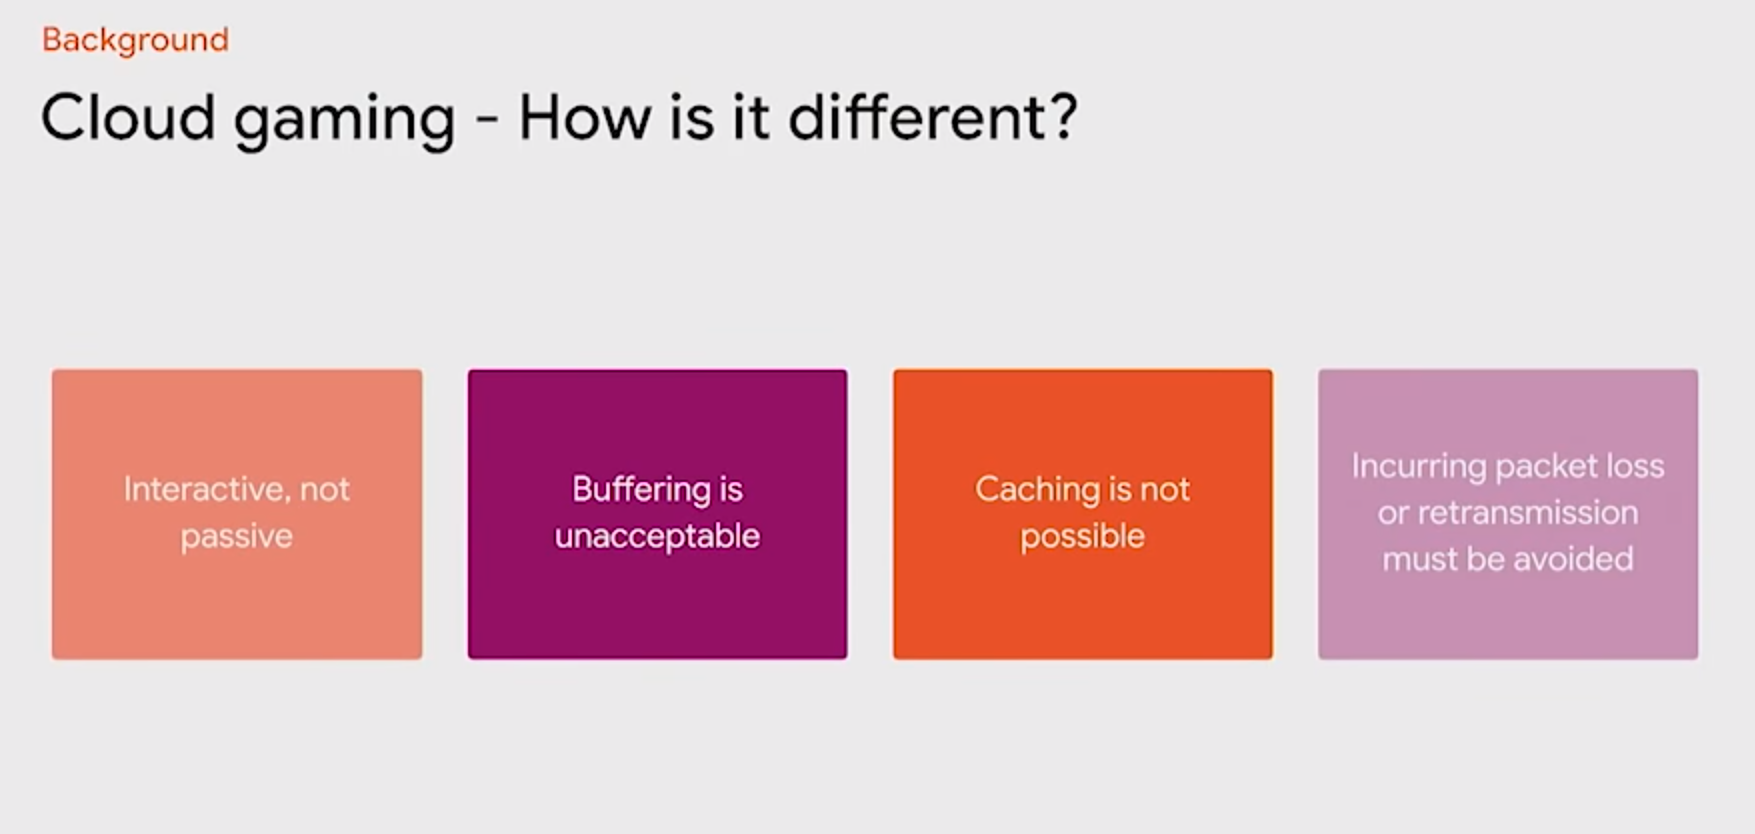 Background
Cloud gaming - How is it different?
Interactive, not
passive
Buffering is
unacceptable
Caching is not
possible
Incurring packet loss
or retransmission
must be avoided